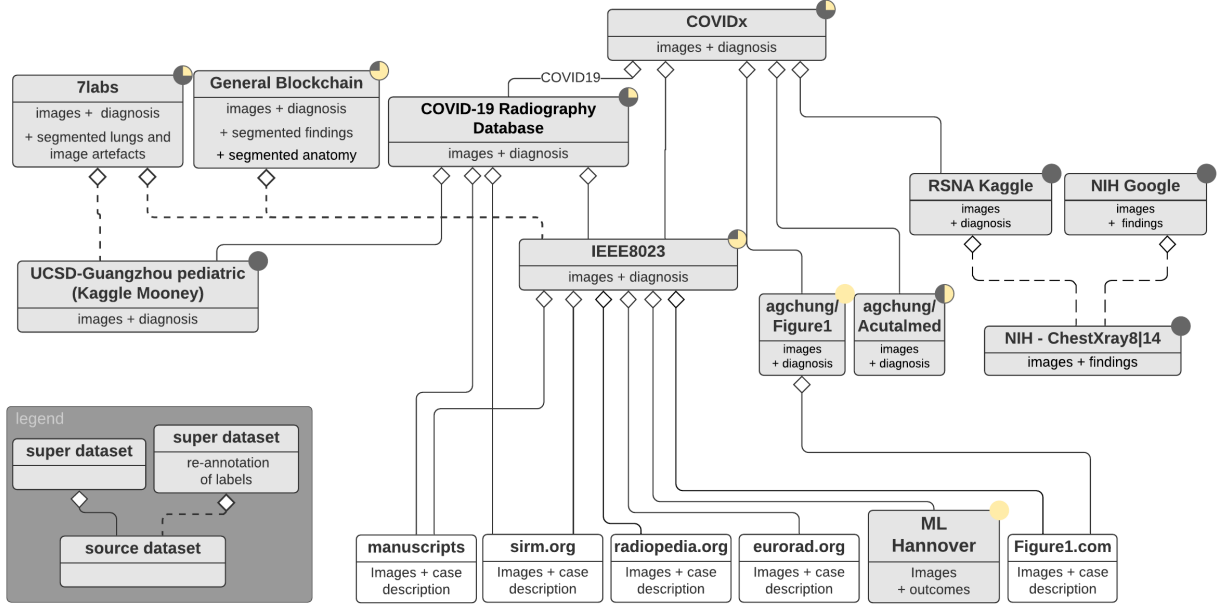 COVIDx
images + diagnosis
COVID19
7labs
images +  diagnosis
+ segmented lungs and
image artefacts
General Blockchain
images + diagnosis
+ segmented findings
+ segmented anatomy
COVID-19 Radiography
Database
images + diagnosis
RSNA Kaggle
images
+ diagnosis
NIH Google
images
+  findings
IEEE8023
images + diagnosis
UCSD-Guangzhou pediatric
(Kaggle Mooney)
images + diagnosis
agchung/
Figure1
images
+ diagnosis
agchung/
Acutalmed
images
+ diagnosis
NIH - ChestXray8|14
images + findings
legend
super dataset
super dataset
re-annotation
of labels
source dataset
manuscripts
Images + case
description
sirm.org
Images + case
description
radiopedia.org
Images + case
description
eurorad.org
Images + case
description
ML
Hannover
Images
+ outcomes
Figure1.com
Images + case
description